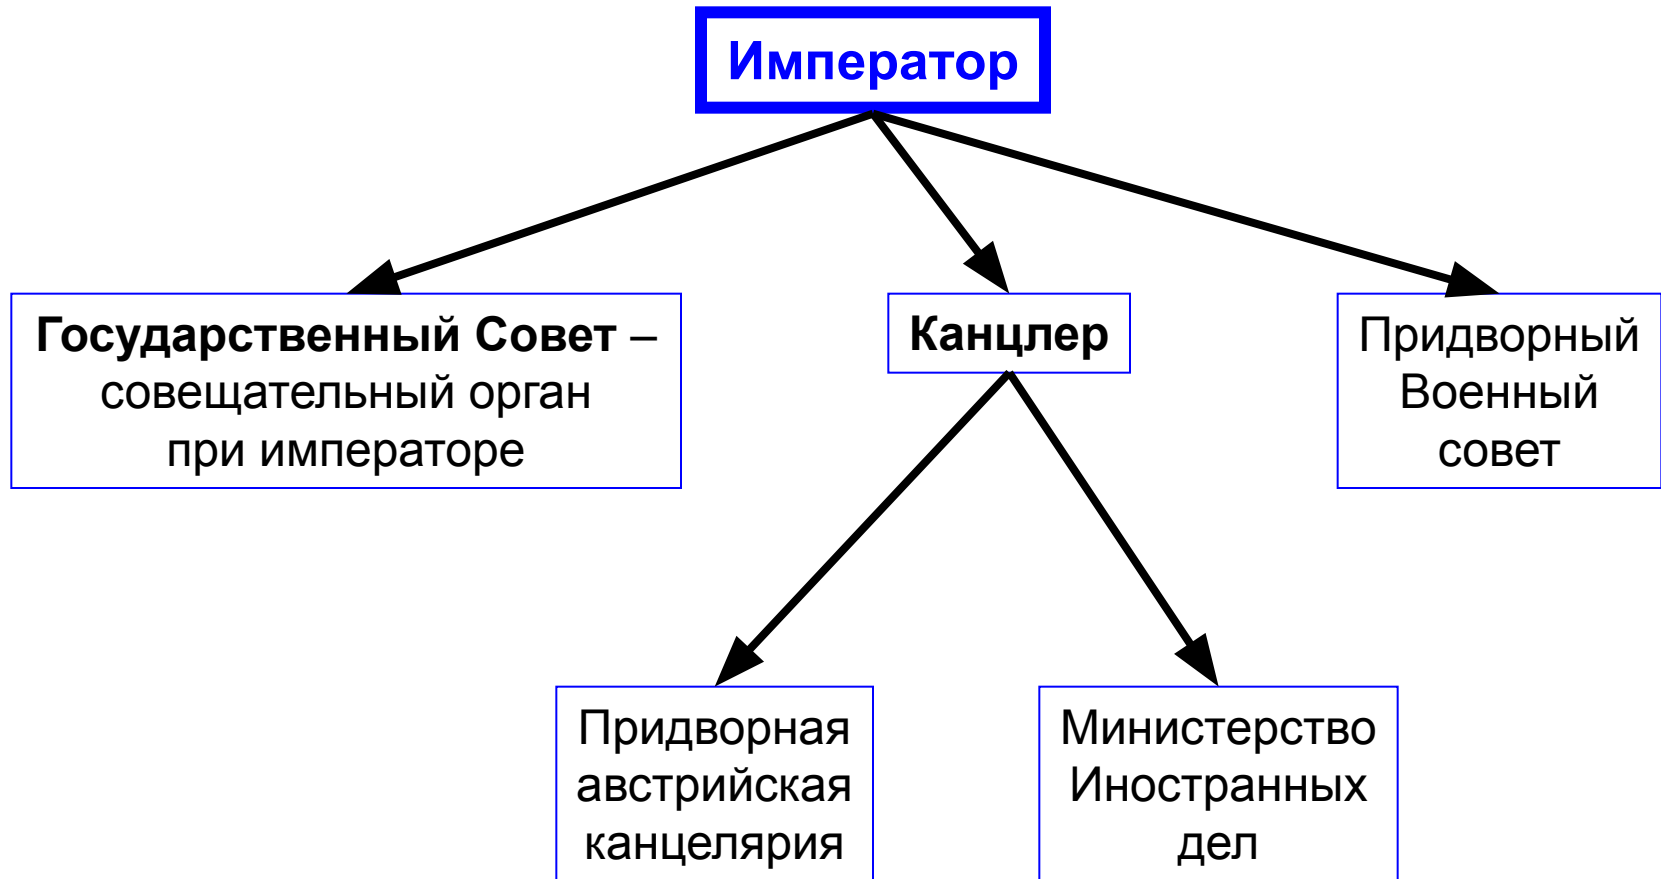 Император
Государственный Совет –
совещательный орган
при императоре
Канцлер
Придворный
Военный
совет
Придворная
австрийская
канцелярия
Министерство
Иностранных
дел